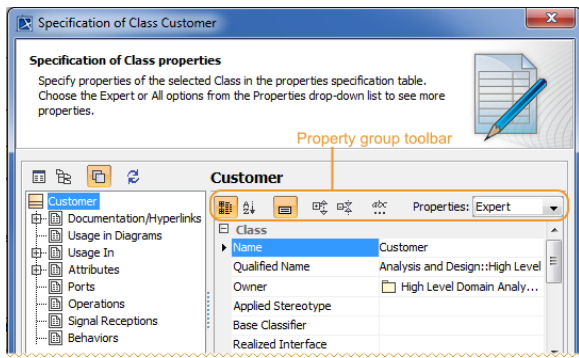 Specification of Class Customer
Specification of Class properties
Specify properties of the selected Class in the properties specification table.
Choose the Expert or All options from the Properties drop-down list to see more
properties.
Property group toolbar
Customer
Properties: Expert
Customer
Documentation/Hyperlinks
Usage in Diagrams
Usage In
Attributes
Ports
Operations
Signal Receptions
Behaviors
Class
Name Customer
Qualified Name Analysis and Design::High Level
Owner High Level Domain Analy...
Applied Stereotype
Base Classifier
Realized Interface